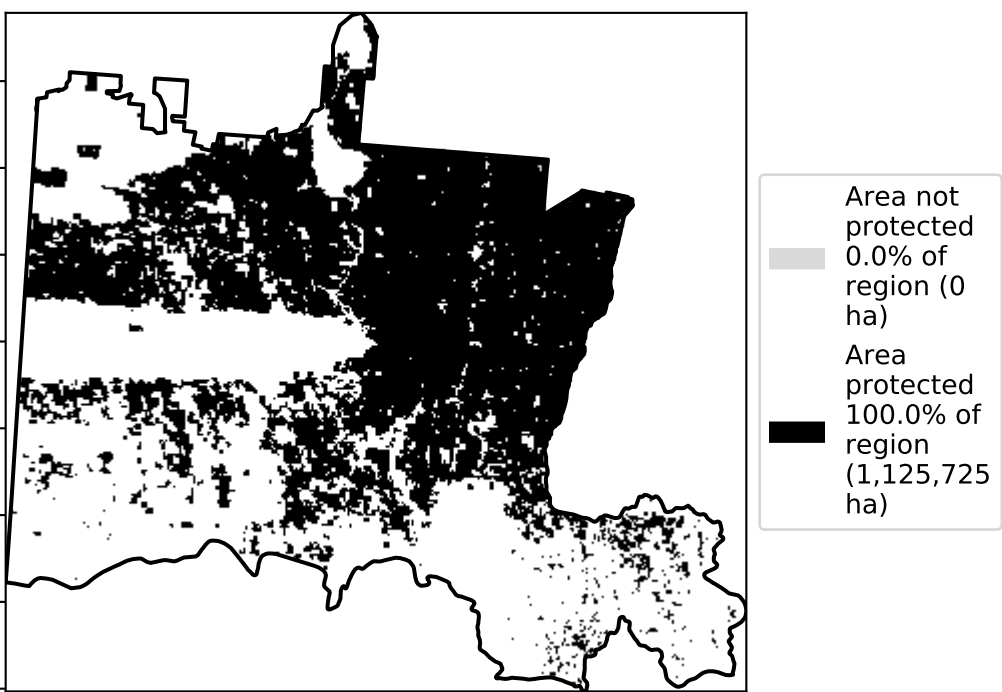 Area not
protected
0.0% of
region (0
ha)
Area
protected
100.0% of
region
(1,125,725
ha)